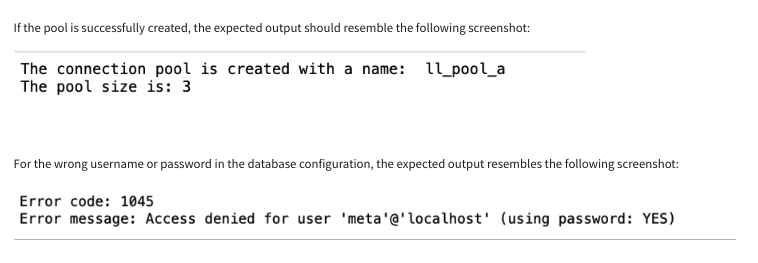 If the pool is successfully created, the expected output should resemble the following screenshot:
The connection pool is created with a name:  ll_pool_a
The pool size is: 3
For the wrong username or password in the database configuration, the expected output resembles the following screenshot:
Error code: 1045
Error message: Access denied for user 'meta'@'localhost' (using password: YES)